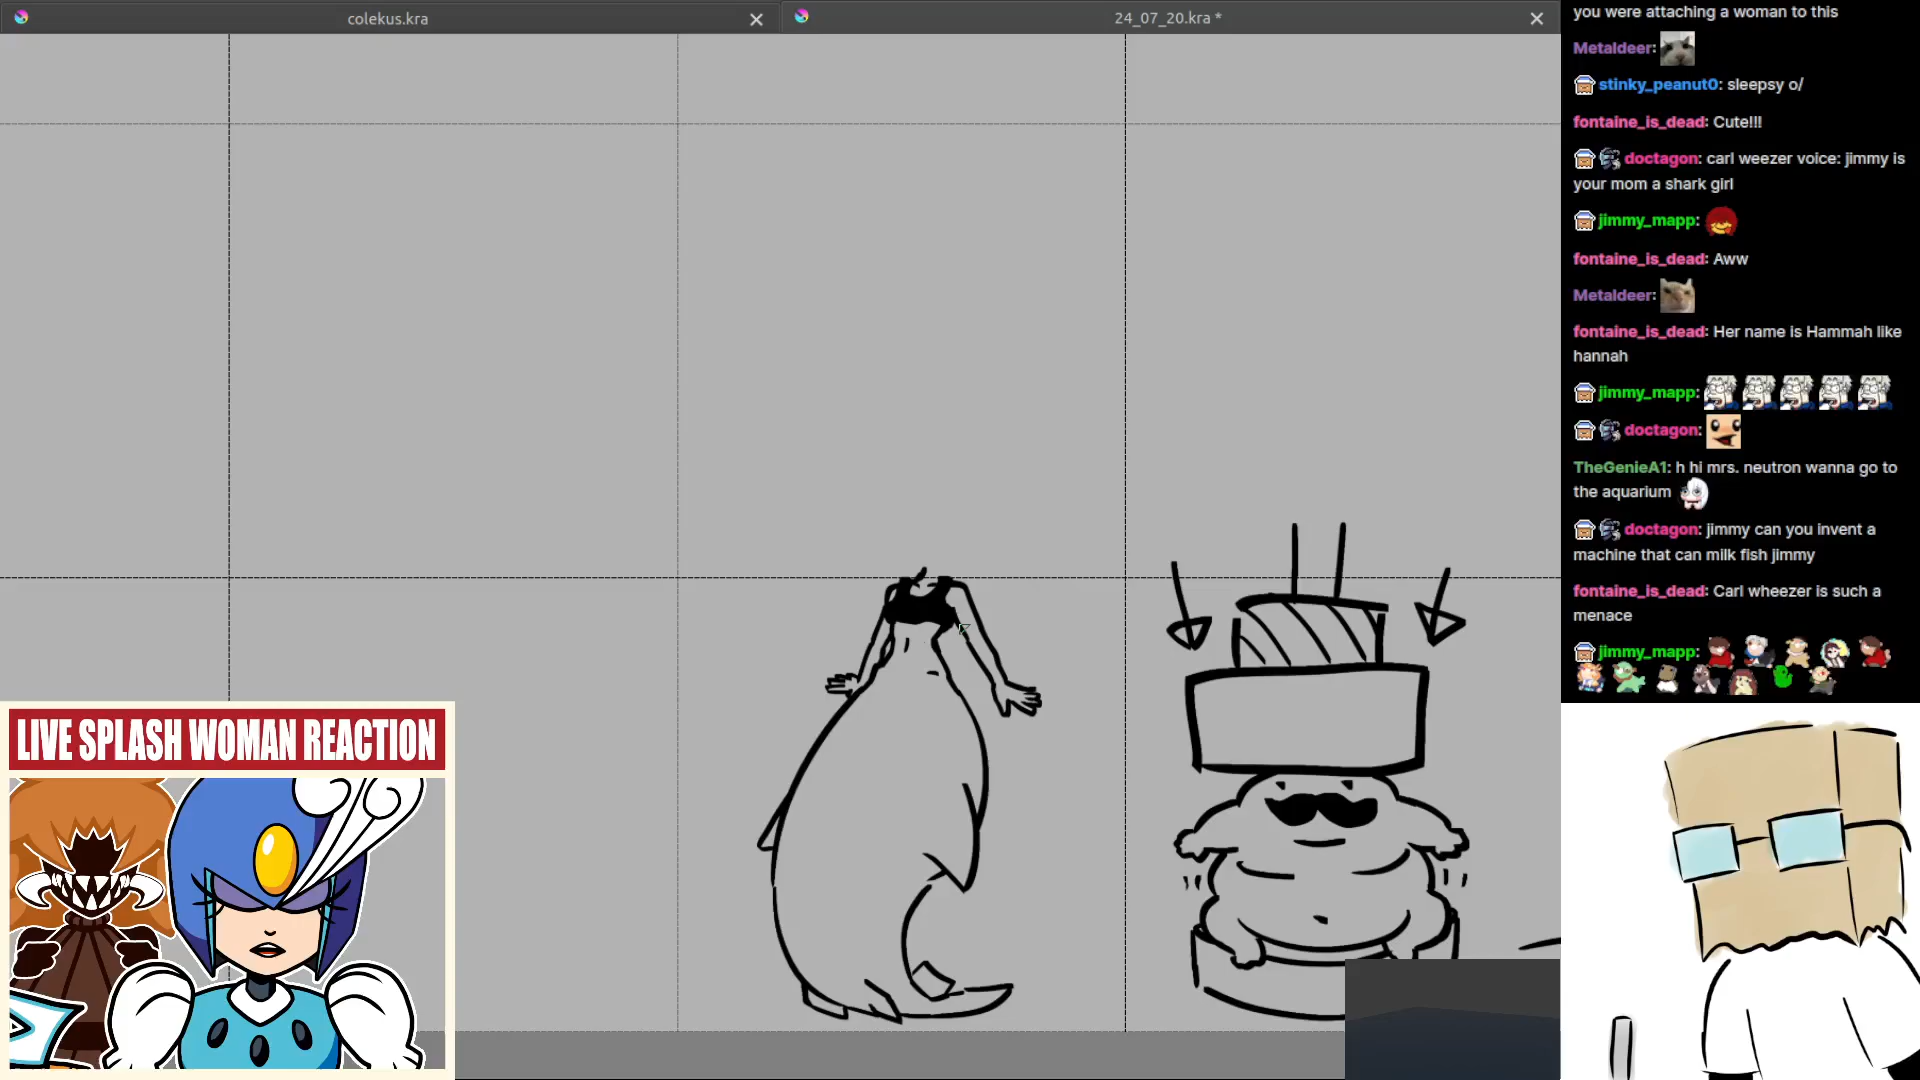 colekus.kra
24_07_20.kra *
you were attaching a woman to this
Metaldeer:
stinky_peanut0: sleepsy o/
fontaine_is_dead: Cute!!!
doctagon: carl weezer voice: jimmy is
your mom a shark girl
jimmy_mapp:
fontaine_is_dead: Aww
Metaldeer:
fontaine_is_dead: Her name is Hammah like
hannah
jimmy_mapp:
doctagon:
TheGenieA1: h hi mrs. neutron wanna go to
the aquarium
doctagon: jimmy can you invent a
machine that can milk fish jimmy
fontaine_is_dead: Carl wheezer is such a
menace
jimmy_mapp:
LIVE SPLASH WOMAN REACTION